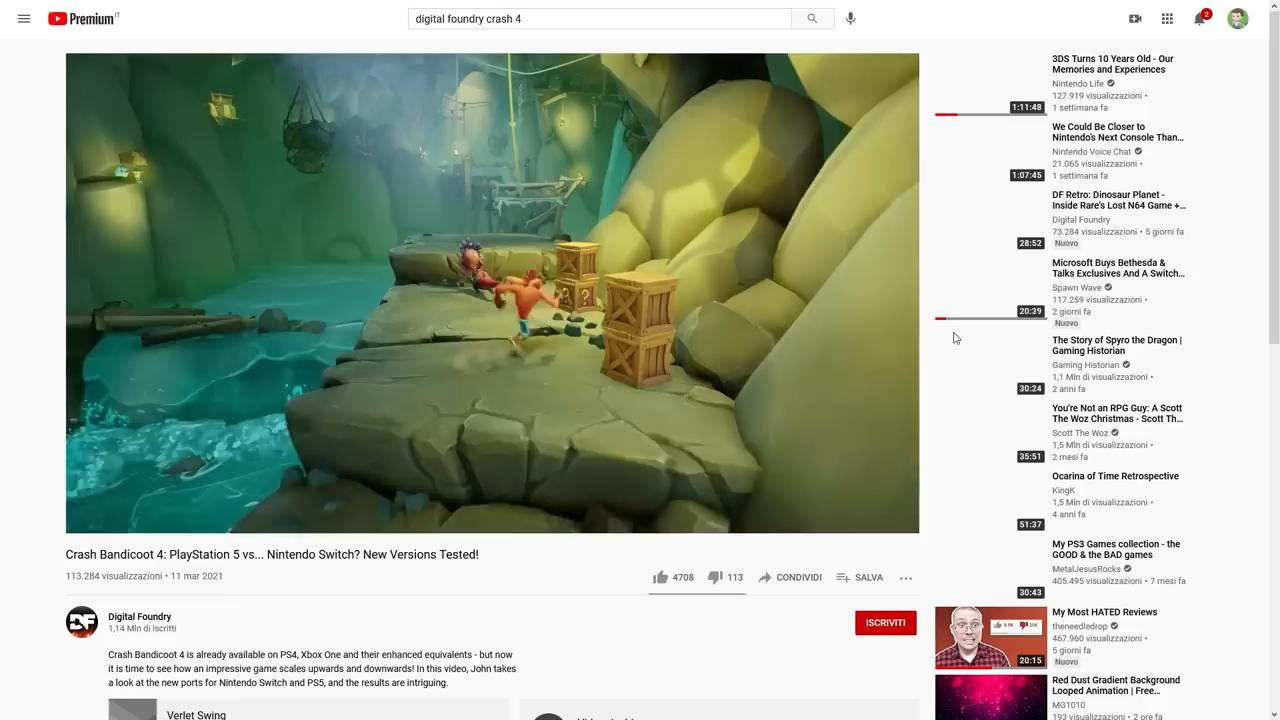 Premium IT
digital foundry crash 4
2
3DS Turns 10 Years Old - Our
Memories and Experiences
Nintendo Life
127.919 visualizzazioni •
1 settimana fa
1:11:48
We Could Be Closer to
Nintendo's Next Console Than...
Nintendo Voice Chat
21.065 visualizzazioni •
1 settimana fa
1:07:45
DF Retro: Dinosaur Planet -
Inside Rare's Lost N64 Game +...
Digital Foundry
73.284 visualizzazioni • 5 giorni fa
Nuovo
28:52
Microsoft Buys Bethesda &
Talks Exclusives And A Switch...
Spawn Wave
117.259 visualizzazioni •
2 giorni fa
Nuovo
20:39
The Story of Spyro the Dragon |
Gaming Historian
Gaming Historian
1,1 Mln di visualizzazioni •
2 anni fa
30:24
You're Not an RPG Guy: A Scott
The Woz Christmas - Scott Th...
Scott The Woz
1,5 Mln di visualizzazioni •
2 mesi fa
35:51
Ocarina of Time Retrospective
KingK
1,5 Mln di visualizzazioni •
4 anni fa
51:37
My PS3 Games collection - the
GOOD & the BAD games
MetalJesusRocks
405.495 visualizzazioni • 7 mesi fa
30:43
My Most HATED Reviews
theneedledrop
467.960 visualizzazioni •
5 giorni fa
Nuovo
20:15
Red Dust Gradient Background
Looped Animation | Free...
MG1010
193 visualizzazioni • 2 ore fa
Crash Bandicoot 4: PlayStation 5 vs... Nintendo Switch? New Versions Tested!
113.284 visualizzazioni • 11 mar 2021
4708
113
CONDIVIDI
SALVA
DF
Digital Foundry
1,14 Mln di iscritti
ISCRIVITI
Crash Bandicoot 4 is already available on PS4, Xbox One and their enhanced equivalents - but now
it is time to see how an impressive game scales upwards and downwards! In this video, John takes
a look at the new ports for Nintendo Switch and PS5, and the results are intriguing.
Verlet Swing